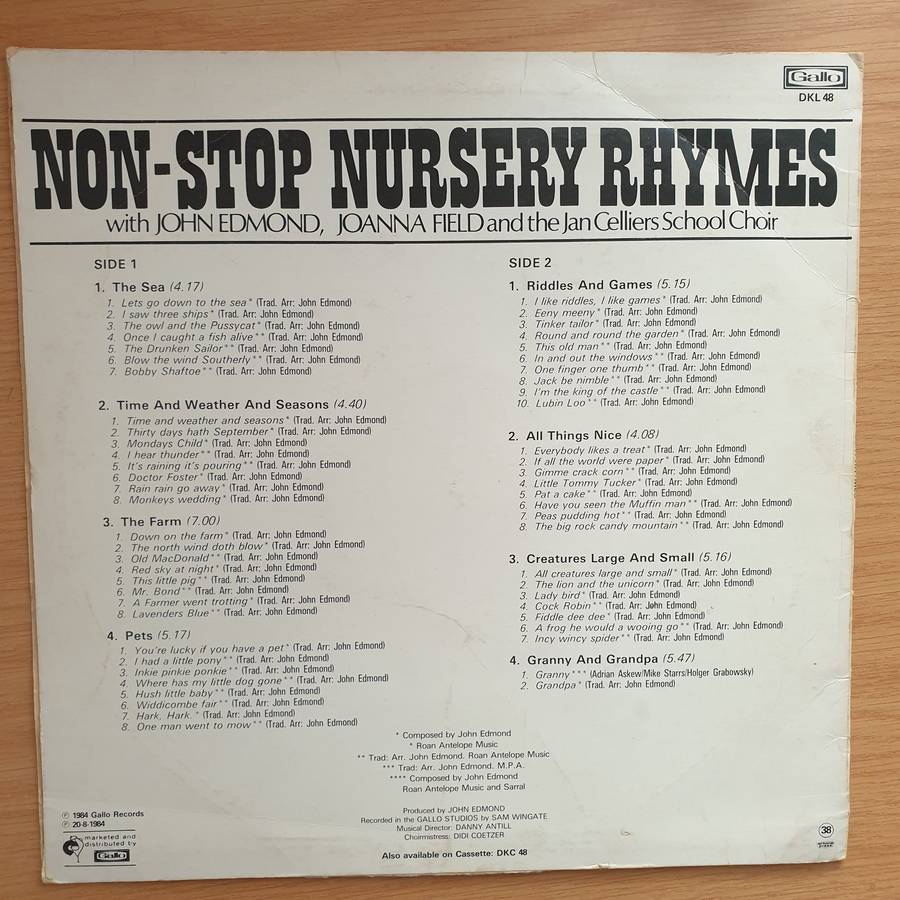 Gallo
DKL 48
NON-STOP NURSERY RHYMES
with JOHN EDMOND, JOANNA FIELD and the Jan Celliers School Choir
SIDE 1
1. The Sea (4.17)
1. Lets go down to the sea* (Trad. Arr: John Edmond)
2. I saw three ships* (Trad. Arr: John Edmond)
3. The owl and the Pussycat* (Trad. Arr: John Edmond)
4. Once I caught a fish alive** (Trad. Arr: John Edmond)
5. The Drunken Sailor** (Trad. Arr: John Edmond)
6. Blow the wind Southerly** (Trad. Arr: John Edmond)
7. Bobby Shaftoe** (Trad. Arr: John Edmond)
2. Time And Weather And Seasons (4.40)
1. Time and weather and seasons* (Trad. Arr: John Edmond)
2. Thirty days hath September* (Trad. Arr: John Edmond)
3. Mondays Child* (Trad. Arr: John Edmond)
4. I hear thunder** (Trad. Arr: John Edmond)
5. It's raining it's pouring** (Trad. Arr: John Edmond)
6. Doctor Foster* (Trad. Arr: John Edmond)
7. Rain rain go away* (Trad. Arr: John Edmond)
8. Monkeys wedding* (Trad. Arr: John Edmond)
3. The Farm (7.00)
1. Down on the farm* (Trad. Arr: John Edmond)
2. The north wind doth blow* (Trad. Arr: John Edmond)
3. Old MacDonald** (Trad. Arr: John Edmond)
4. Red sky at night* (Trad. Arr: John Edmond)
5. This little pig** (Trad. Arr: John Edmond)
6. Mr. Bond** (Trad. Arr: John Edmond)
7. A Farmer went trotting* (Trad. Arr: John Edmond)
8. Lavenders Blue** (Trad. Arr: John Edmond)
4. Pets (5.17)
1. You're lucky if you have a pet* (Trad. Arr: John Edmond)
2. I had a little pony** (Trad. Arr: John Edmond)
3. Inkie pinkie ponkie** (Trad. Arr: John Edmond)
4. Where has my little dog gone** (Trad. Arr: John Edmond)
5. Hush little baby** (Trad. Arr: John Edmond)
6. Widdicombe fair** (Trad. Arr: John Edmond)
7. Hark, Hark.* (Trad. Arr: John Edmond)
8. One man went to mow** (Trad. Arr: John Edmond)
SIDE 2
1. Riddles And Games (5.15)
1. I like riddles, I like games* (Trad. Arr: John Edmond)
2. Eeny meeny* (Trad. Arr: John Edmond)
3. Tinker tailor* (Trad. Arr: John Edmond)
4. Round and round the garden* (Trad. Arr: John Edmond)
5. This old man** (Trad. Arr: John Edmond)
6. In and out the windows** (Trad. Arr: John Edmond)
7. One finger one thumb** (Trad. Arr: John Edmond)
8. Jack be nimble** (Trad. Arr: John Edmond)
9. I'm the king of the castle** (Trad. Arr: John Edmond)
10. Lubin Loo** (Trad. Arr: John Edmond)
2. All Things Nice (4.08)
1. Everybody likes a treat* (Trad. Arr: John Edmond)
2. If all the world were paper* (Trad. Arr: John Edmond)
3. Gimme crack corn** (Trad. Arr: John Edmond)
4. Little Tommy Tucker* (Trad. Arr: John Edmond)
5. Pat a cake** (Trad. Arr: John Edmond)
6. Have you seen the Muffin man** (Trad. Arr: John Edmond)
7. Peas pudding hot** (Trad. Arr: John Edmond)
8. The big rock candy mountain** (Trad. Arr: John Edmond)
3. Creatures Large And Small (5.16)
1. All creatures large and small* (Trad. Arr: John Edmond)
2. The lion and the unicorn* (Trad. Arr: John Edmond)
3. Lady bird* (Trad. Arr: John Edmond)
4. Cock Robin** (Trad. Arr: John Edmond)
5. Fiddle dee dee* (Trad. Arr: John Edmond)
6. A frog he would a wooing go** (Trad. Arr: John Edmond)
7. Incy wincy spider** (Trad. Arr: John Edmond)
4. Granny And Grandpa (5.47)
1. Granny*** (Adrian Askew/Mike Starrs/Holger Grabowsky)
2. Grandpa* (Trad. Arr: John Edmond)
* Composed by John Edmond
* Roan Antelope Music
** Trad: Arr. John Edmond. Roan Antelope Music
*** Trad: Arr. John Edmond. M.P.A.
**** Composed by John Edmond
Roan Antelope Music and Sarral
Produced by JOHN EDMOND
Recorded in the GALLO STUDIOS by SAM WINGATE
Musical Director: DANNY ANTILL
Choirmistress: DIDI COETZER
Also available on Cassette: DKC 48
℗ 1984 Gallo Records
℗ 20-8-1984
marketed and
distributed by
Gallo
38